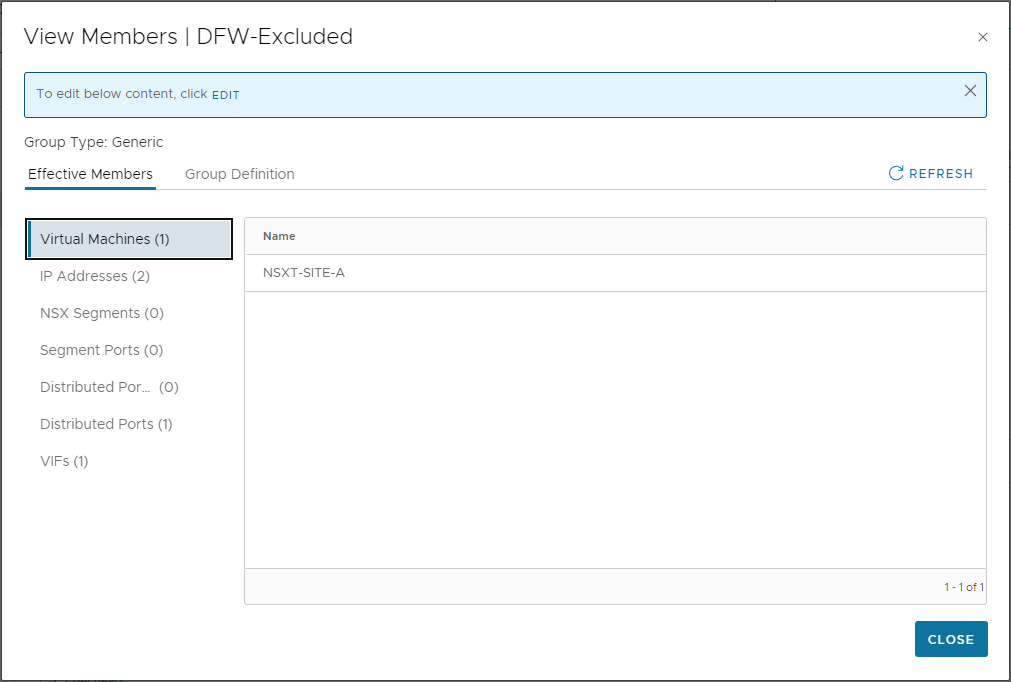 View Members | DFW-Excluded
To edit below content, click EDIT
Group Type: Generic
Effective Members Group Definition REFRESH
Virtual Machines (1)
IP Addresses (2)
NSX Segments (0)
Segment Ports (0)
Distributed Por... (0)
Distributed Ports (1)
VIFs (1)
Name
NSXT-SITE-A
1 - 1 of 1
CLOSE